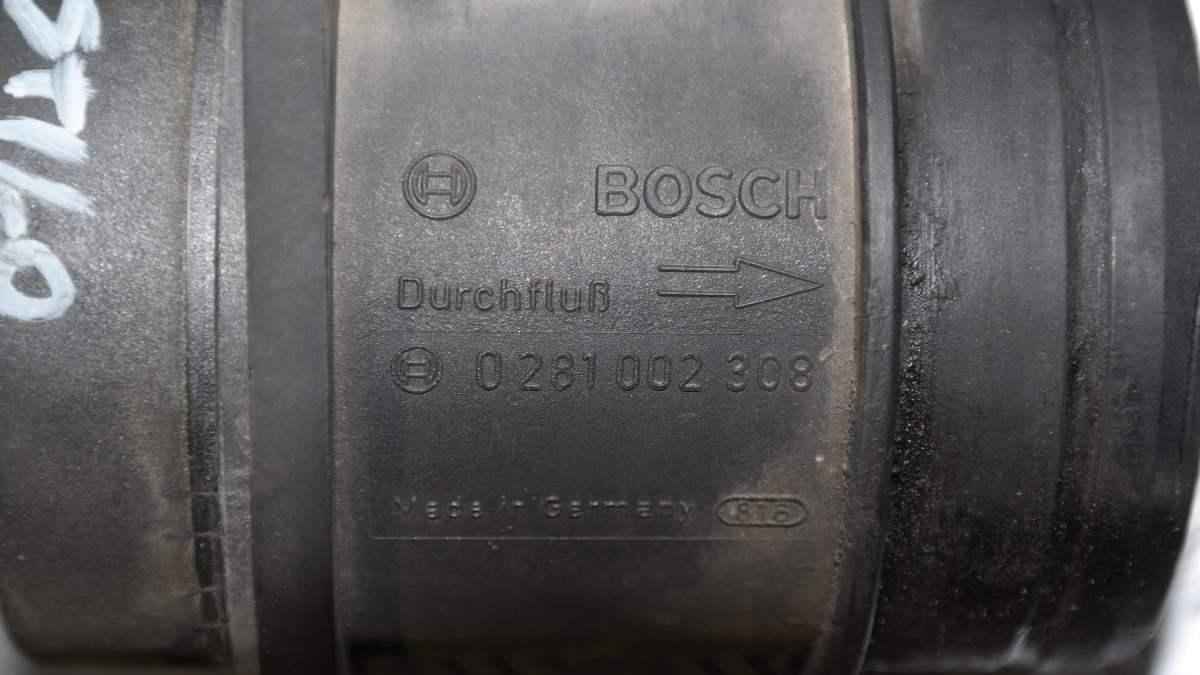 BOSCH
Durchfluß
0 281 002 308
Made in Germany